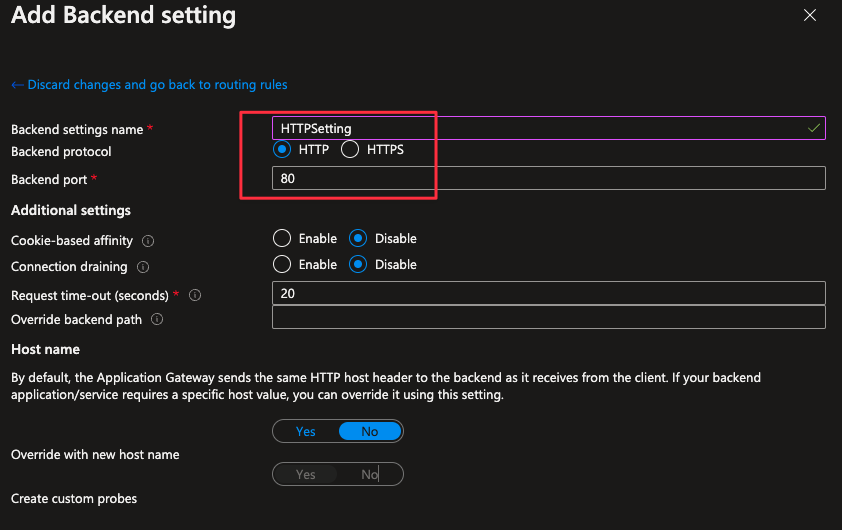 Add Backend setting
← Discard changes and go back to routing rules
Backend settings name * HTTPSetting
Backend protocol HTTP HTTPS
Backend port * 80
Additional settings
Cookie-based affinity Enable Disable
Connection draining Enable Disable
Request time-out (seconds) * 20
Override backend path
Host name
By default, the Application Gateway sends the same HTTP host header to the backend as it receives from the client. If your backend
application/service requires a specific host value, you can override it using this setting.
Yes No
Override with new host name
Yes No
Create custom probes